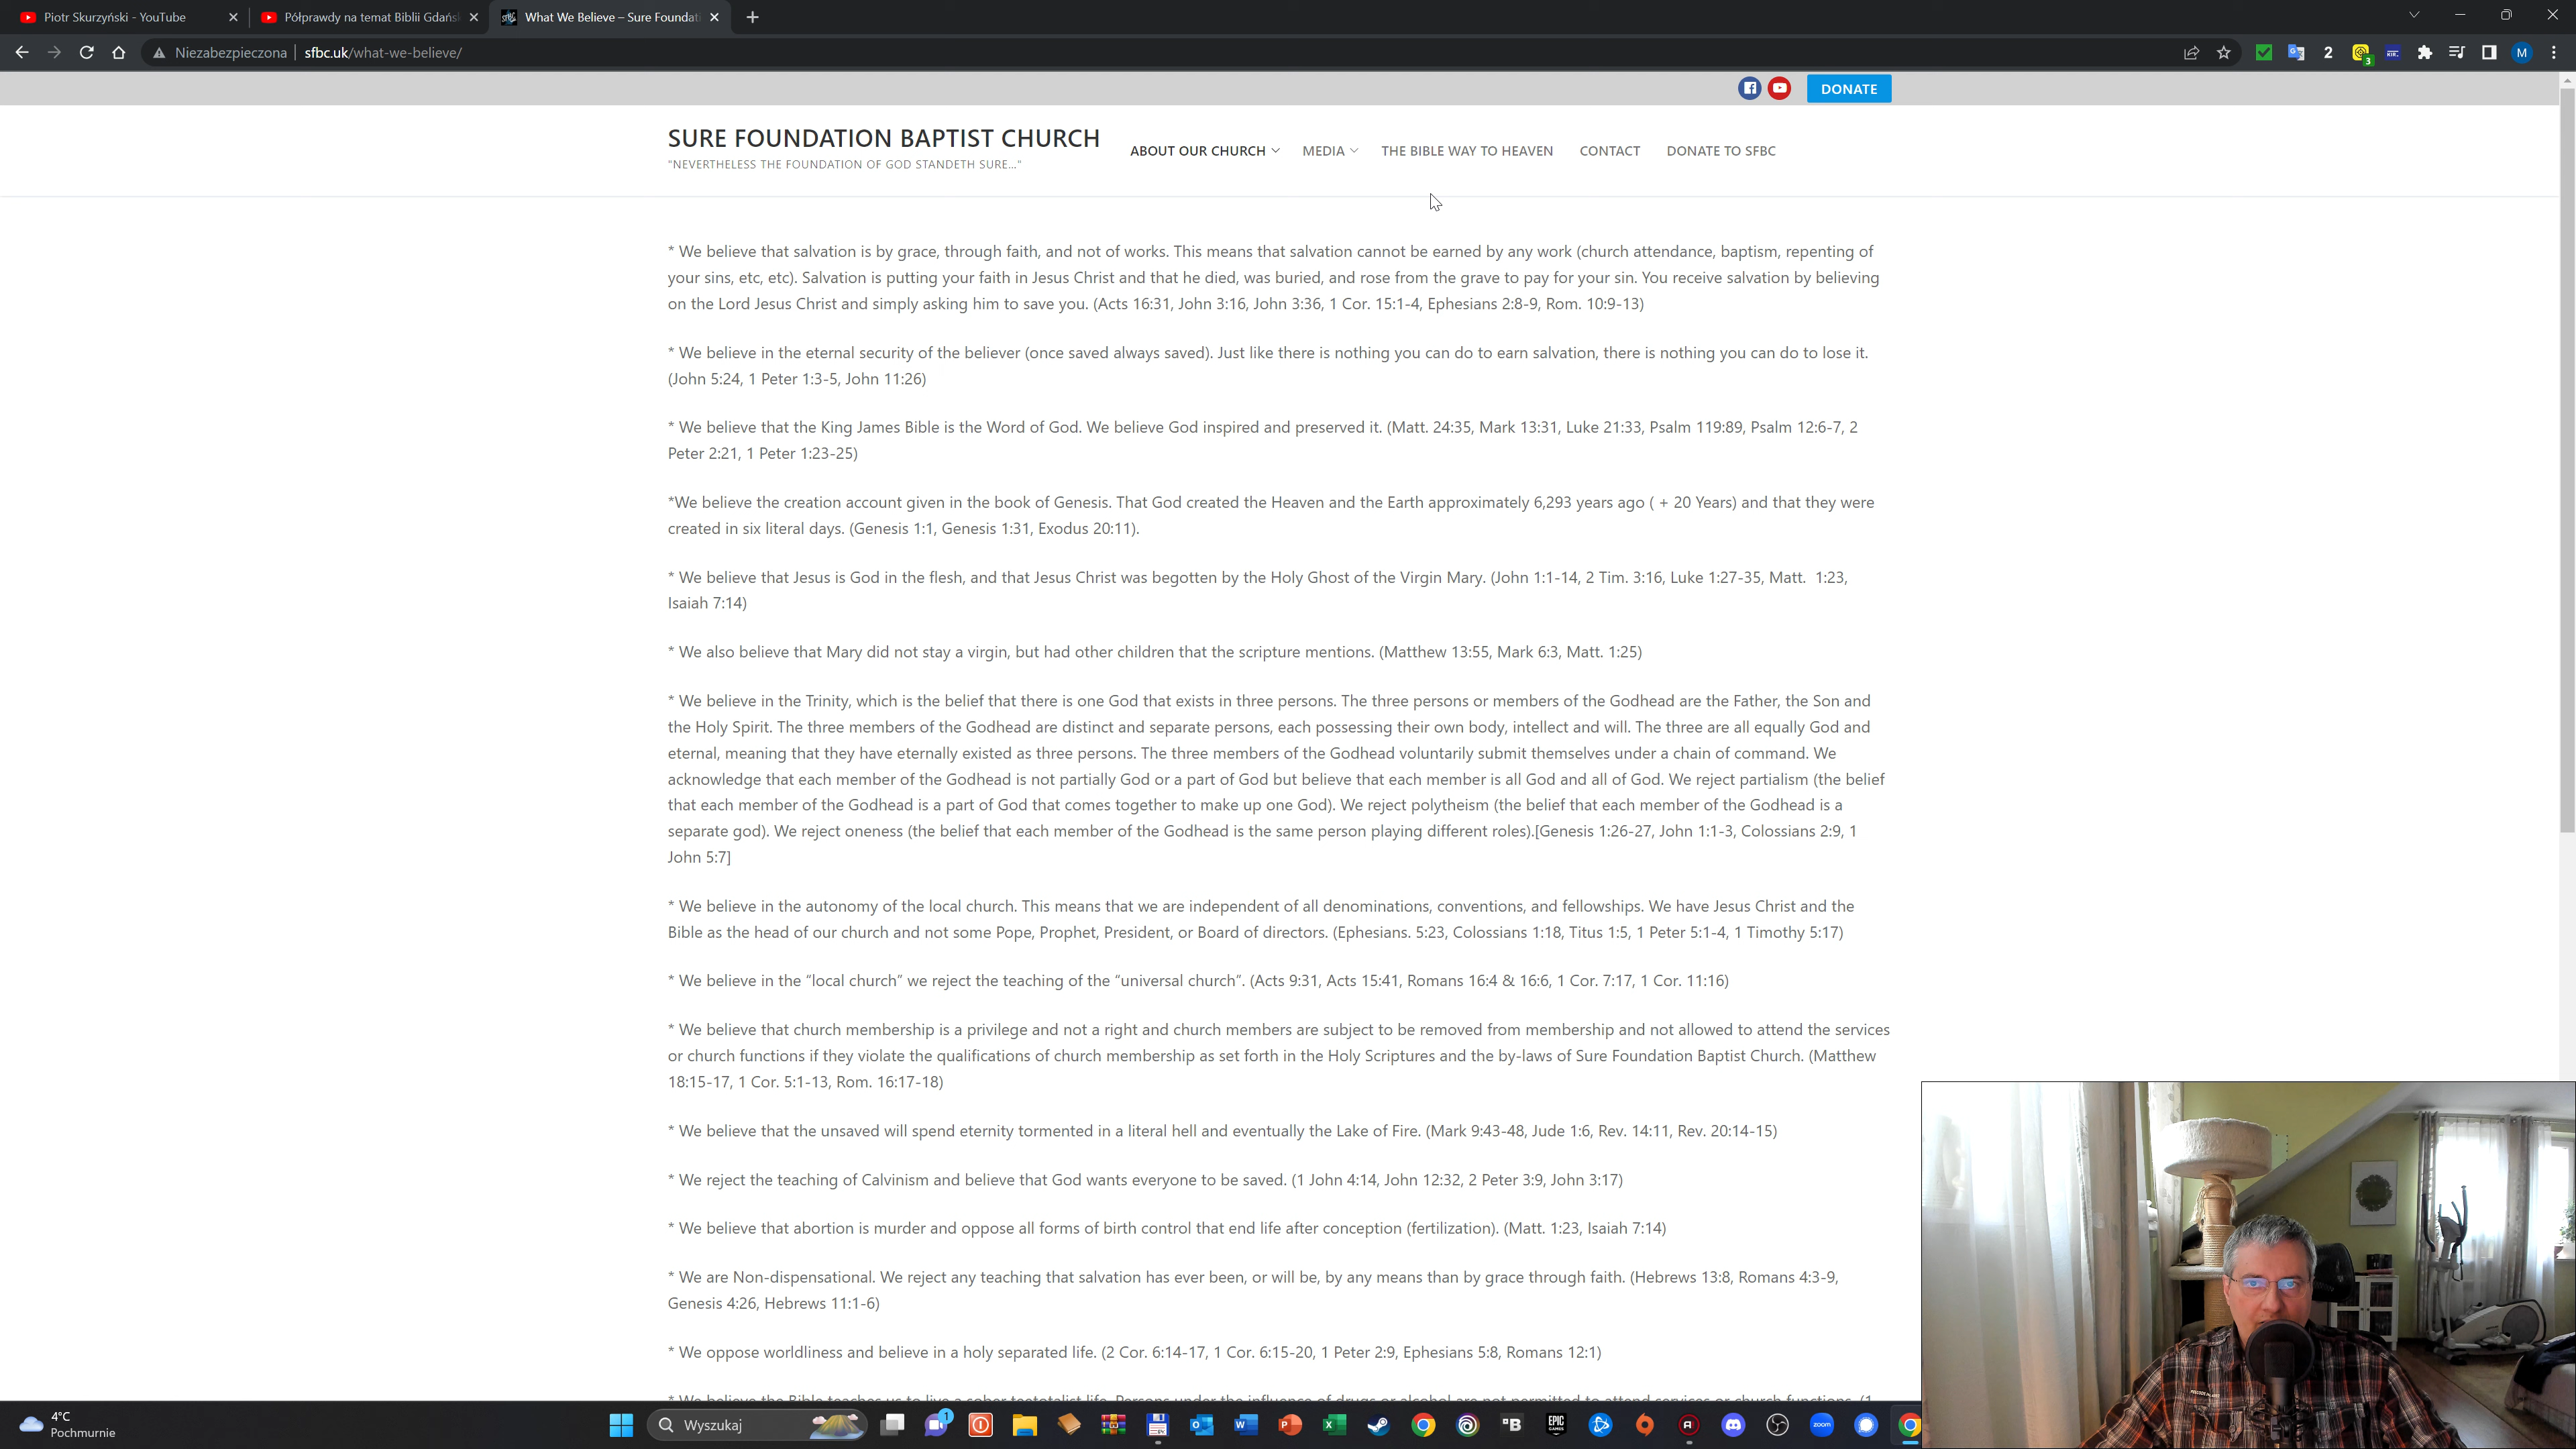 Piotr Skurzyński - YouTube
Półprawdy na temat Biblii Gdańsk
What We Believe – Sure Foundati
Niezabezpieczona | sfbc.uk/what-we-believe/
DONATE
SURE FOUNDATION BAPTIST CHURCH
"NEVERTHELESS THE FOUNDATION OF GOD STANDETH SURE..."
ABOUT OUR CHURCH MEDIA THE BIBLE WAY TO HEAVEN CONTACT DONATE TO SFBC
* We believe that salvation is by grace, through faith, and not of works. This means that salvation cannot be earned by any work (church attendance, baptism, repenting of
your sins, etc, etc). Salvation is putting your faith in Jesus Christ and that he died, was buried, and rose from the grave to pay for your sin. You receive salvation by believing
on the Lord Jesus Christ and simply asking him to save you. (Acts 16:31, John 3:16, John 3:36, 1 Cor. 15:1-4, Ephesians 2:8-9, Rom. 10:9-13)
* We believe in the eternal security of the believer (once saved always saved). Just like there is nothing you can do to earn salvation, there is nothing you can do to lose it.
(John 5:24, 1 Peter 1:3-5, John 11:26)
* We believe that the King James Bible is the Word of God. We believe God inspired and preserved it. (Matt. 24:35, Mark 13:31, Luke 21:33, Psalm 119:89, Psalm 12:6-7, 2
Peter 2:21, 1 Peter 1:23-25)
*We believe the creation account given in the book of Genesis. That God created the Heaven and the Earth approximately 6,293 years ago ( + 20 Years) and that they were
created in six literal days. (Genesis 1:1, Genesis 1:31, Exodus 20:11).
* We believe that Jesus is God in the flesh, and that Jesus Christ was begotten by the Holy Ghost of the Virgin Mary. (John 1:1-14, 2 Tim. 3:16, Luke 1:27-35, Matt. 1:23,
Isaiah 7:14)
* We also believe that Mary did not stay a virgin, but had other children that the scripture mentions. (Matthew 13:55, Mark 6:3, Matt. 1:25)
* We believe in the Trinity, which is the belief that there is one God that exists in three persons. The three persons or members of the Godhead are the Father, the Son and
the Holy Spirit. The three members of the Godhead are distinct and separate persons, each possessing their own body, intellect and will. The three are all equally God and
eternal, meaning that they have eternally existed as three persons. The three members of the Godhead voluntarily submit themselves under a chain of command. We
acknowledge that each member of the Godhead is not partially God or a part of God but believe that each member is all God and all of God. We reject partialism (the belief
that each member of the Godhead is a part of God that comes together to make up one God). We reject polytheism (the belief that each member of the Godhead is a
separate god). We reject oneness (the belief that each member of the Godhead is the same person playing different roles).[Genesis 1:26-27, John 1:1-3, Colossians 2:9, 1
John 5:7]
* We believe in the autonomy of the local church. This means that we are independent of all denominations, conventions, and fellowships. We have Jesus Christ and the
Bible as the head of our church and not some Pope, Prophet, President, or Board of directors. (Ephesians. 5:23, Colossians 1:18, Titus 1:5, 1 Peter 5:1-4, 1 Timothy 5:17)
* We believe in the “local church” we reject the teaching of the “universal church”. (Acts 9:31, Acts 15:41, Romans 16:4 & 16:6, 1 Cor. 7:17, 1 Cor. 11:16)
* We believe that church membership is a privilege and not a right and church members are subject to be removed from membership and not allowed to attend the services
or church functions if they violate the qualifications of church membership as set forth in the Holy Scriptures and the by-laws of Sure Foundation Baptist Church. (Matthew
18:15-17, 1 Cor. 5:1-13, Rom. 16:17-18)
* We believe that the unsaved will spend eternity tormented in a literal hell and eventually the Lake of Fire. (Mark 9:43-48, Jude 1:6, Rev. 14:11, Rev. 20:14-15)
* We reject the teaching of Calvinism and believe that God wants everyone to be saved. (1 John 4:14, John 12:32, 2 Peter 3:9, John 3:17)
* We believe that abortion is murder and oppose all forms of birth control that end life after conception (fertilization). (Matt. 1:23, Isaiah 7:14)
* We are Non-dispensational. We reject any teaching that salvation has ever been, or will be, by any means than by grace through faith. (Hebrews 13:8, Romans 4:3-9,
Genesis 4:26, Hebrews 11:1-6)
* We oppose worldliness and believe in a holy separated life. (2 Cor. 6:14-17, 1 Cor. 6:15-20, 1 Peter 2:9, Ephesians 5:8, Romans 12:1)
* We believe the Bible teaches us to live a sober teetotalist life. Persons under the influence of drugs or alcohol are not permitted to attend services or church functions. (1
4°C
Pochmurnie
Wyszukaj